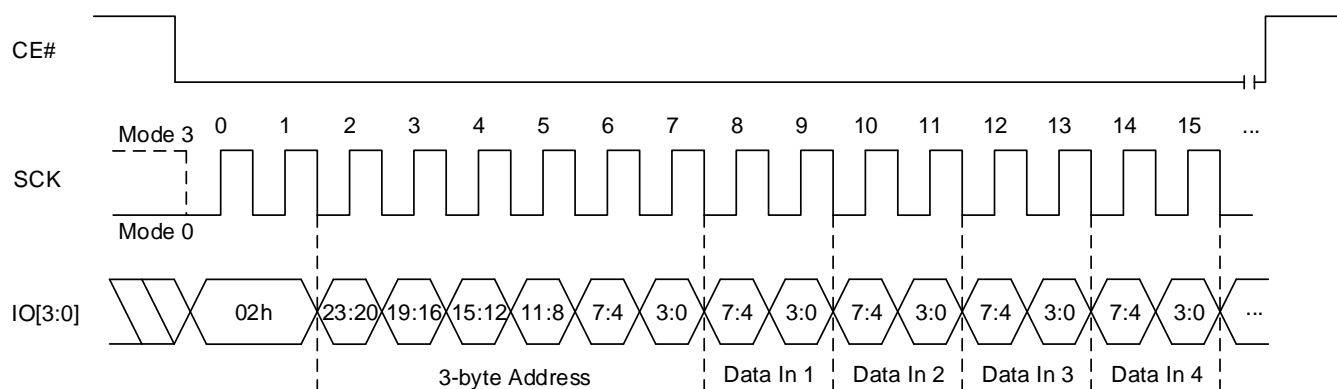 CE#
0 1 2 3 4 5 6 7 8 9 10 11 12 13 14 15 ...
Mode 3
SCK
Mode 0
IO[3:0] 02h 23:20 19:16 15:12 11:8 7:4 3:0 7:4 3:0 7:4 3:0 7:4 3:0 7:4 3:0 ...
3-byte Address Data In 1 Data In 2 Data In 3 Data In 4